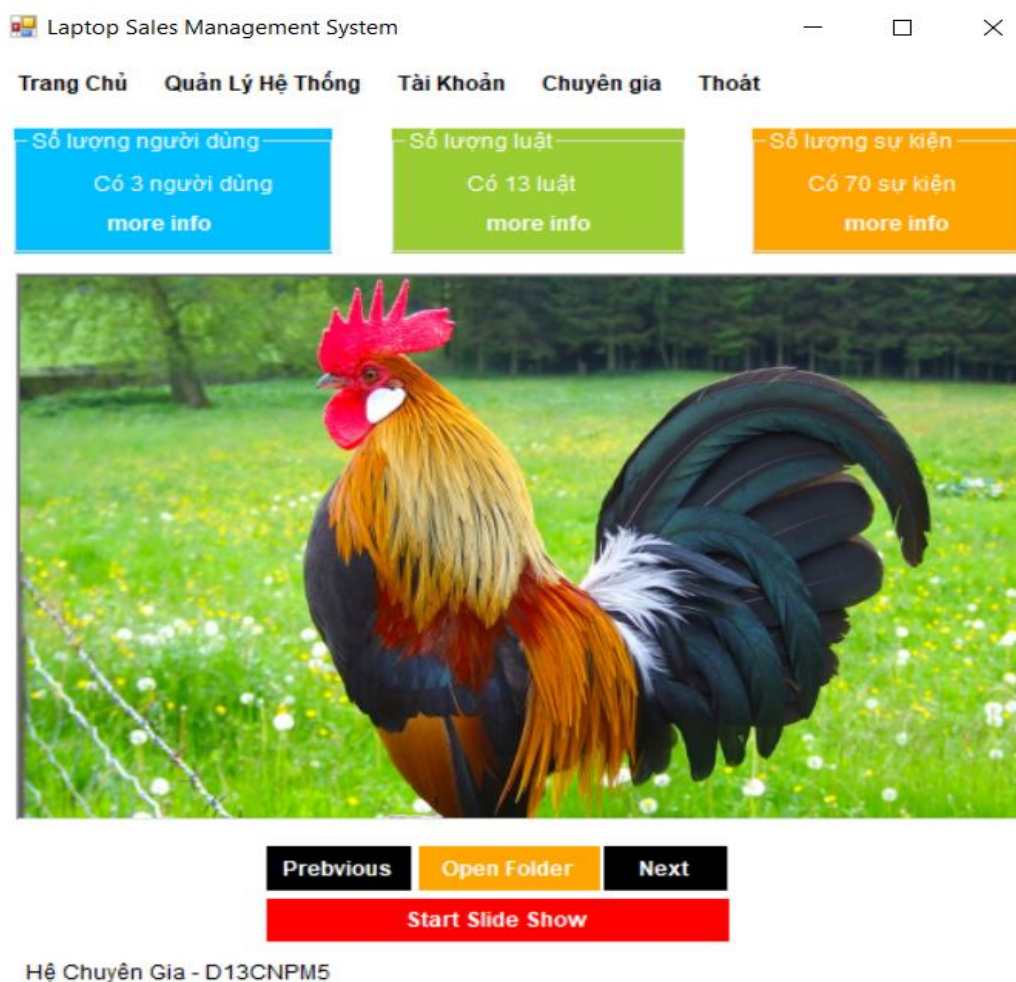 Laptop Sales Management System
Trang Chủ Quản Lý Hệ Thống Tài Khoản Chuyên gia Thoát
Số lượng người dùng Số lượng luật Số lượng sự kiện
Có 3 người dùng Có 13 luật Có 70 sự kiện
more info more info more info
Prebvious Open Folder Next
Start Slide Show
Hệ Chuyên Gia - D13CNPM5